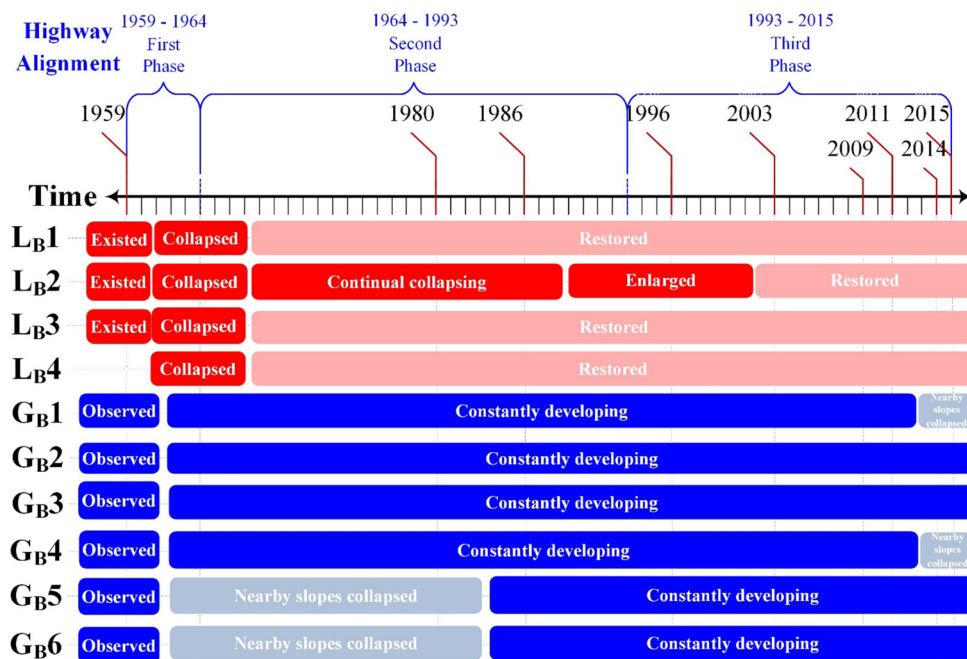 Highway
Alignment
1959 - 1964
First
Phase
1964 - 1993
Second
Phase
1993 - 2015
Third
Phase
1959
1980
1986
1996
2003
2011
2015
2009
2014
Time
LB1 Existed Collapsed Restored
LB2 Existed Collapsed Continual collapsing Enlarged Restored
LB3 Existed Collapsed Restored
LB4 Collapsed Restored
GB1 Observed Constantly developing Nearby
slopes
collapsed
GB2 Observed Constantly developing
GB3 Observed Constantly developing
GB4 Observed Constantly developing Nearby
slopes
collapsed
GB5 Observed Nearby slopes collapsed Constantly developing
GB6 Observed Nearby slopes collapsed Constantly developing